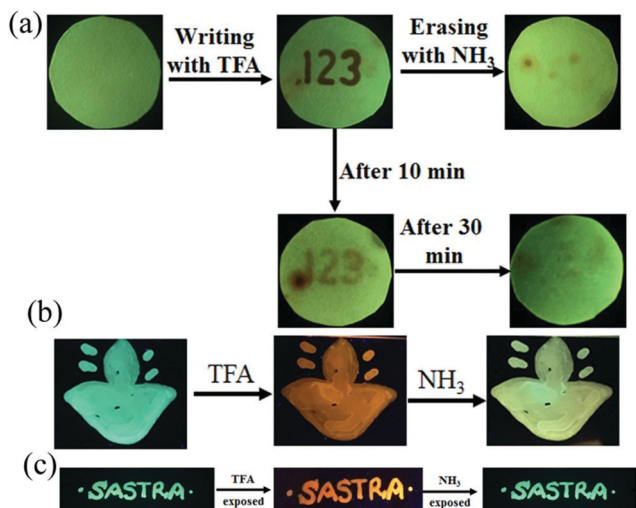 (a)
Writing
with TFA
.123
Erasing
with NH3
After 10 min
123
After 30
min
(b)
TFA
NH3
(c)
·SASTRA·
TFA
exposed
·SASTRA·
NH3
exposed
·SASTRA·